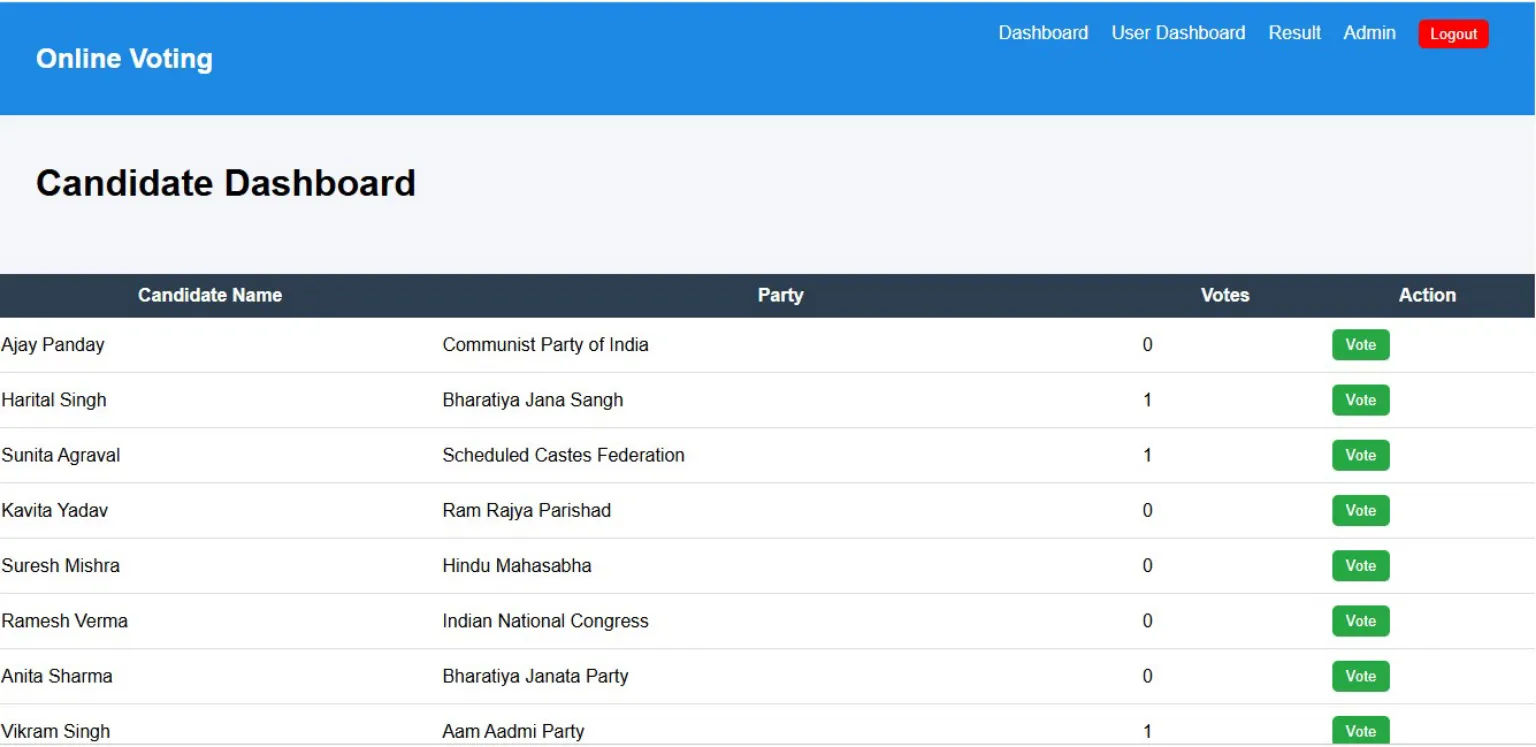 Dashboard User Dashboard Result Admin Logout
Online Voting
Candidate Dashboard
Candidate Name Party Votes Action
Ajay Panday Communist Party of India 0 Vote
Harital Singh Bharatiya Jana Sangh 1 Vote
Sunita Agraval Scheduled Castes Federation 1 Vote
Kavita Yadav Ram Rajya Parishad 0 Vote
Suresh Mishra Hindu Mahasabha 0 Vote
Ramesh Verma Indian National Congress 0 Vote
Anita Sharma Bharatiya Janata Party 0 Vote
Vikram Singh Aam Aadmi Party 1 Vote